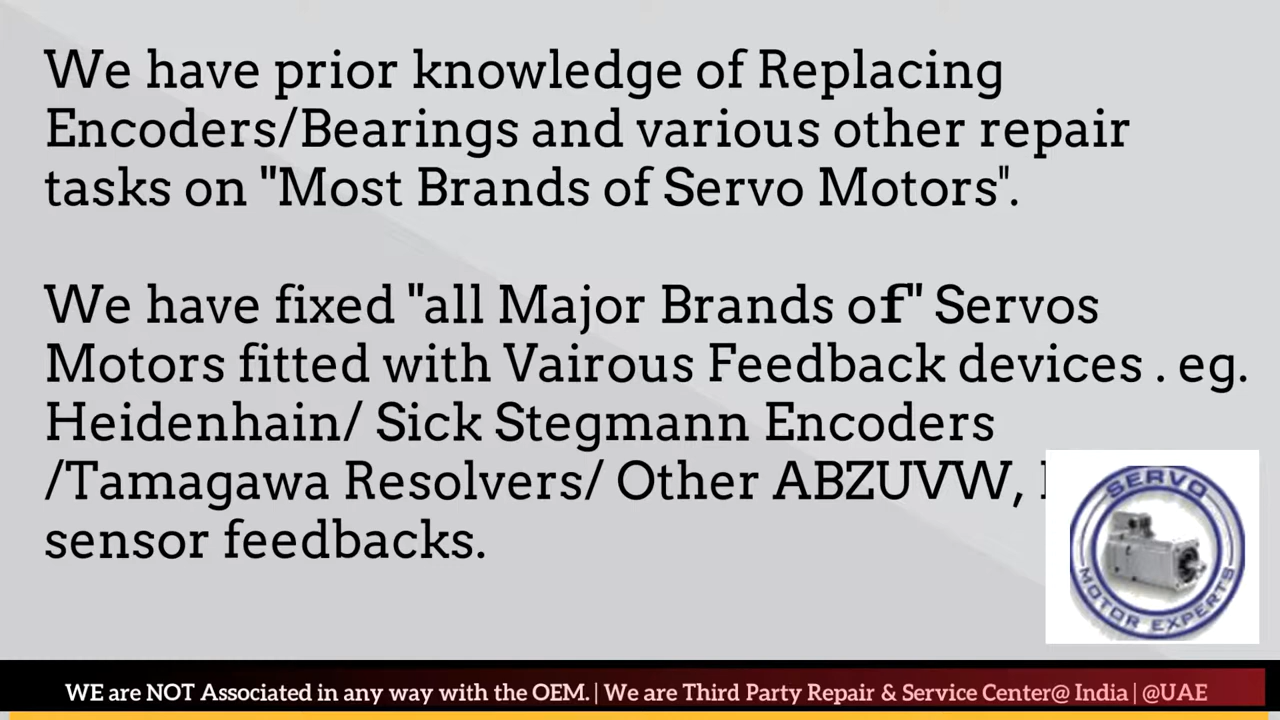 We have prior knowledge of Replacing
Encoders/Bearings and various other repair
tasks on "Most Brands of Servo Motors".
We have fixed "all Major Brands of" Servos
Motors fitted with Vairous Feedback devices . eg.
Heidenhain/ Sick Stegmann Encoders
/Tamagawa Resolvers/ Other ABZUVW,
sensor feedbacks.
SERVO
MOTOR EXPERTS
WE are NOT Associated in any way with the OEM. | We are Third Party Repair & Service Center@ India | @UAE